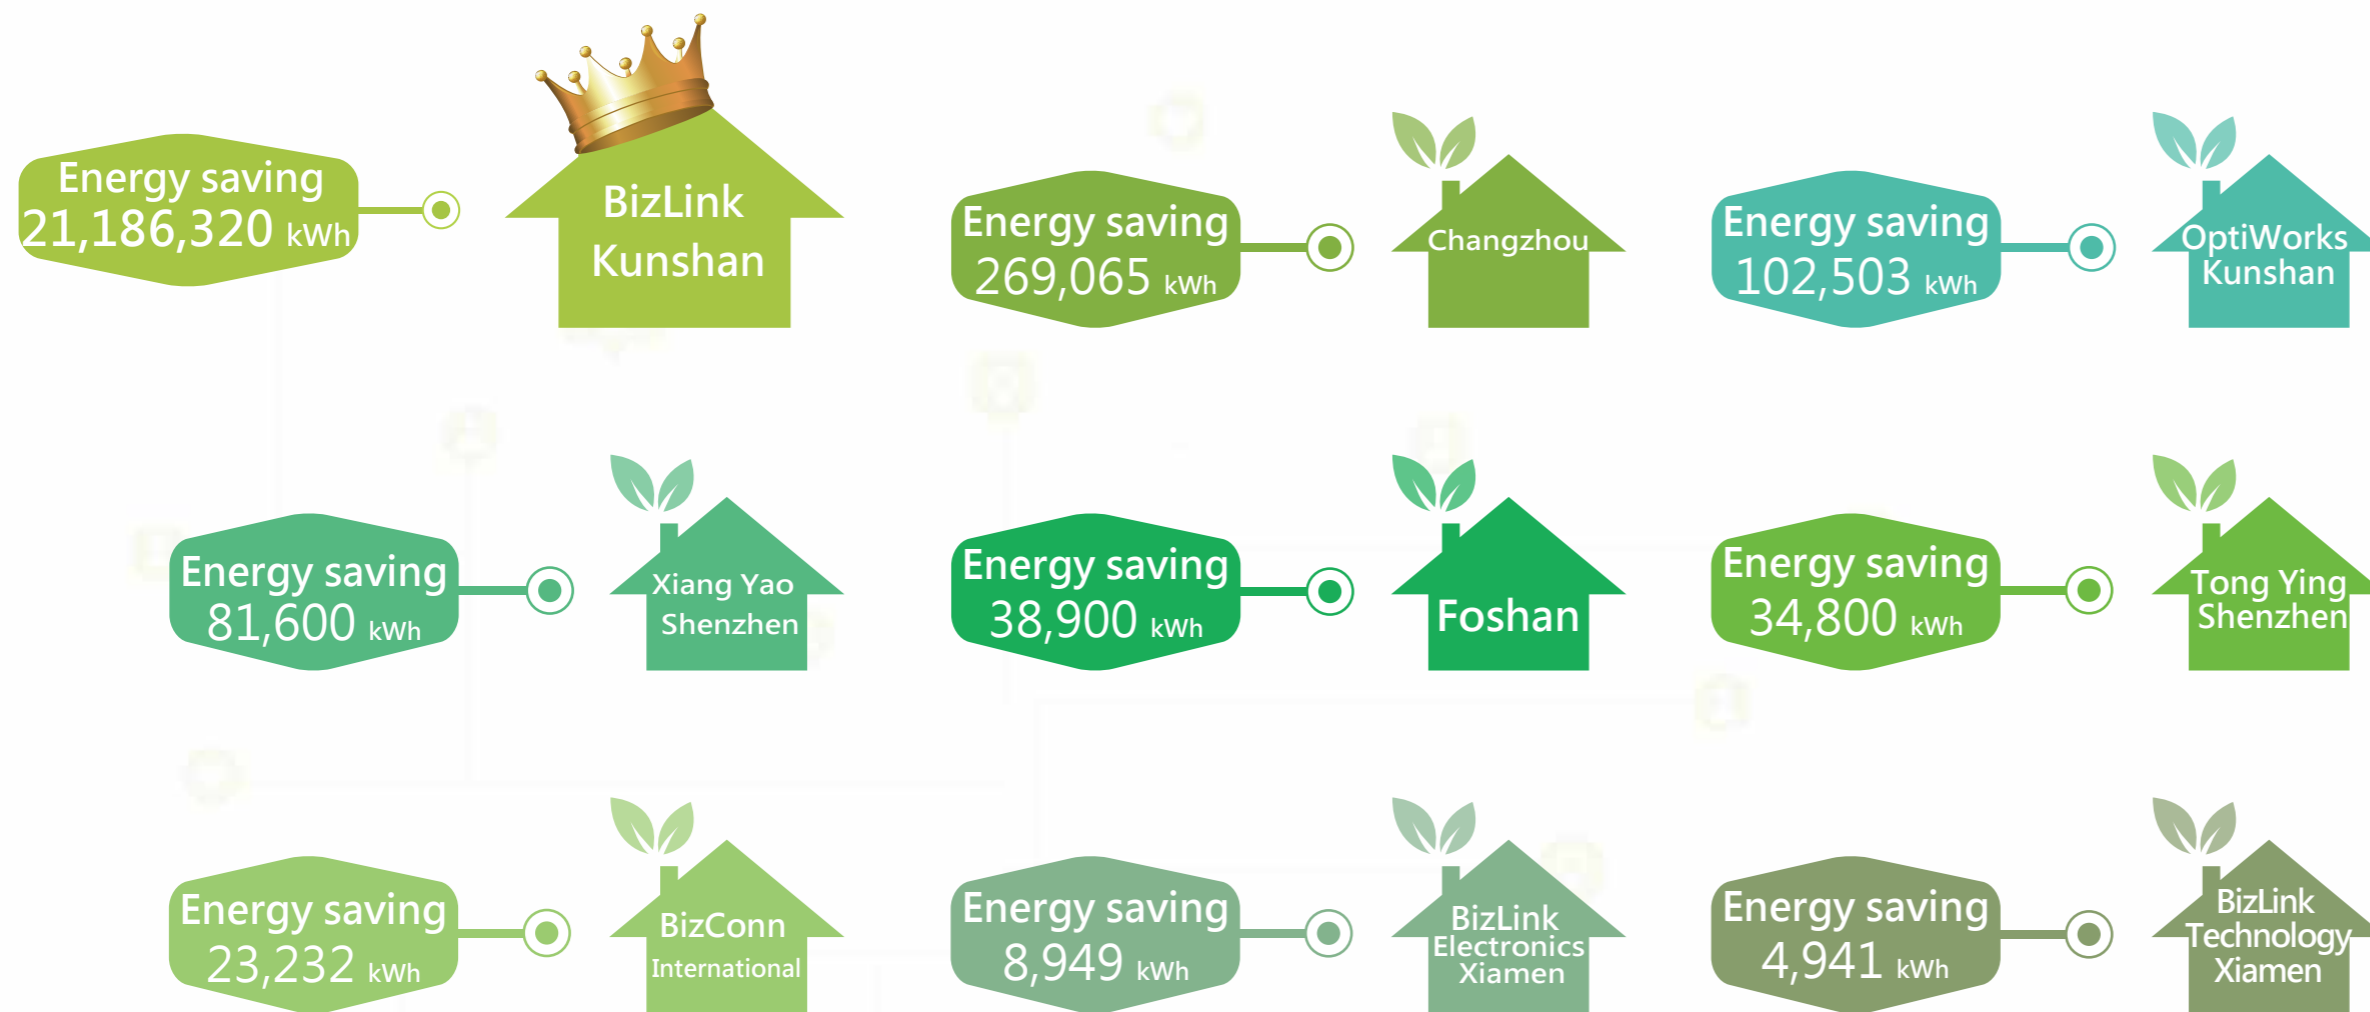 Energy saving
21,186,320 kWh
BizLink
Kunshan
Energy saving
269,065 kWh
Changzhou
Energy saving
102,503 kWh
OptiWorks
Kunshan
Energy saving
81,600 kWh
Xiang Yao
Shenzhen
Energy saving
38,900 kWh
Foshan
Energy saving
34,800 kWh
Tong Ying
Shenzhen
Energy saving
23,232 kWh
BizConn
International
Energy saving
8,949 kWh
BizLink
Electronics
Xiamen
Energy saving
4,941 kWh
BizLink
Technology
Xiamen